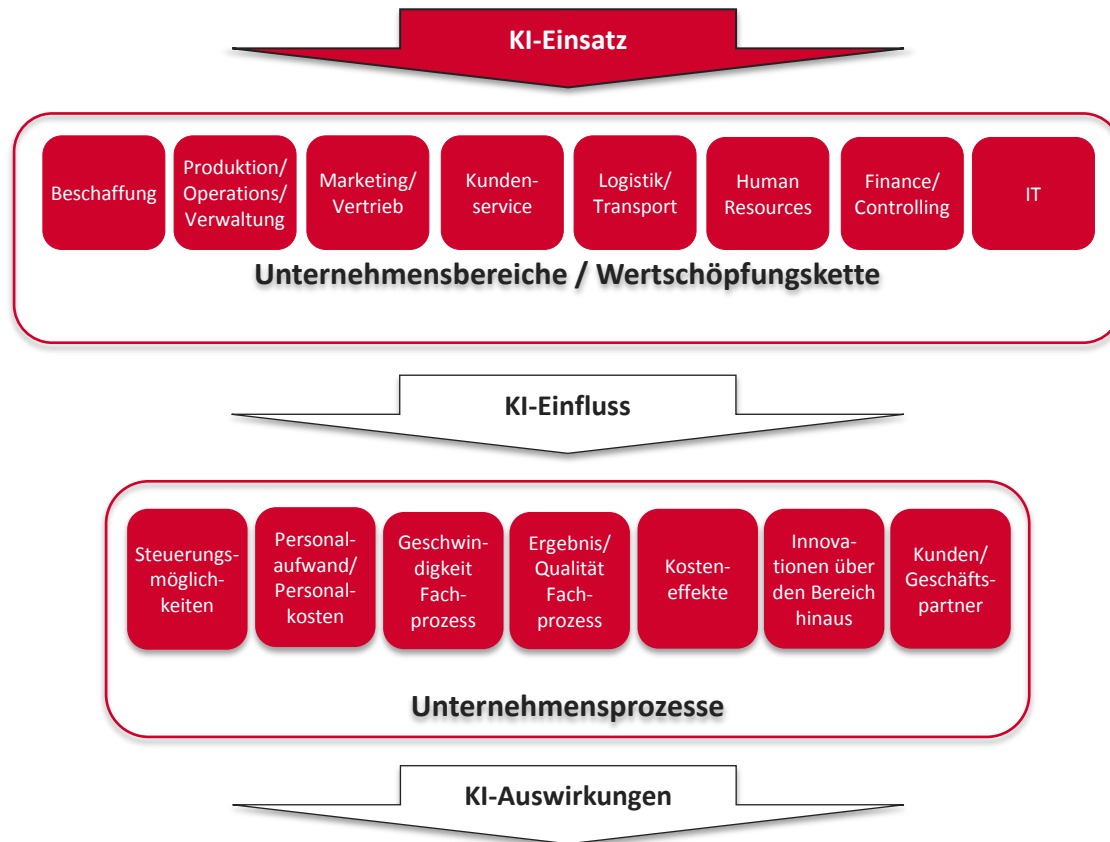 KI-Einsatz
Beschaffung
Produktion/
Operations/
Verwaltung
Marketing/
Vertrieb
Kunden-
service
Logistik/
Transport
Human
Resources
Finance/
Controlling
IT
Unternehmensbereiche / Wertschöpfungskette
KI-Einfluss
Steuerungs-
möglich-
keiten
Personal-
aufwand/
Personal-
kosten
Geschwin-
digkeit
Fach-
prozess
Ergebnis/
Qualität
Fach-
prozess
Kosten-
effekte
Innova-
tionen über
den Bereich
hinaus
Kunden/
Geschäfts-
partner
Unternehmensprozesse
KI-Auswirkungen